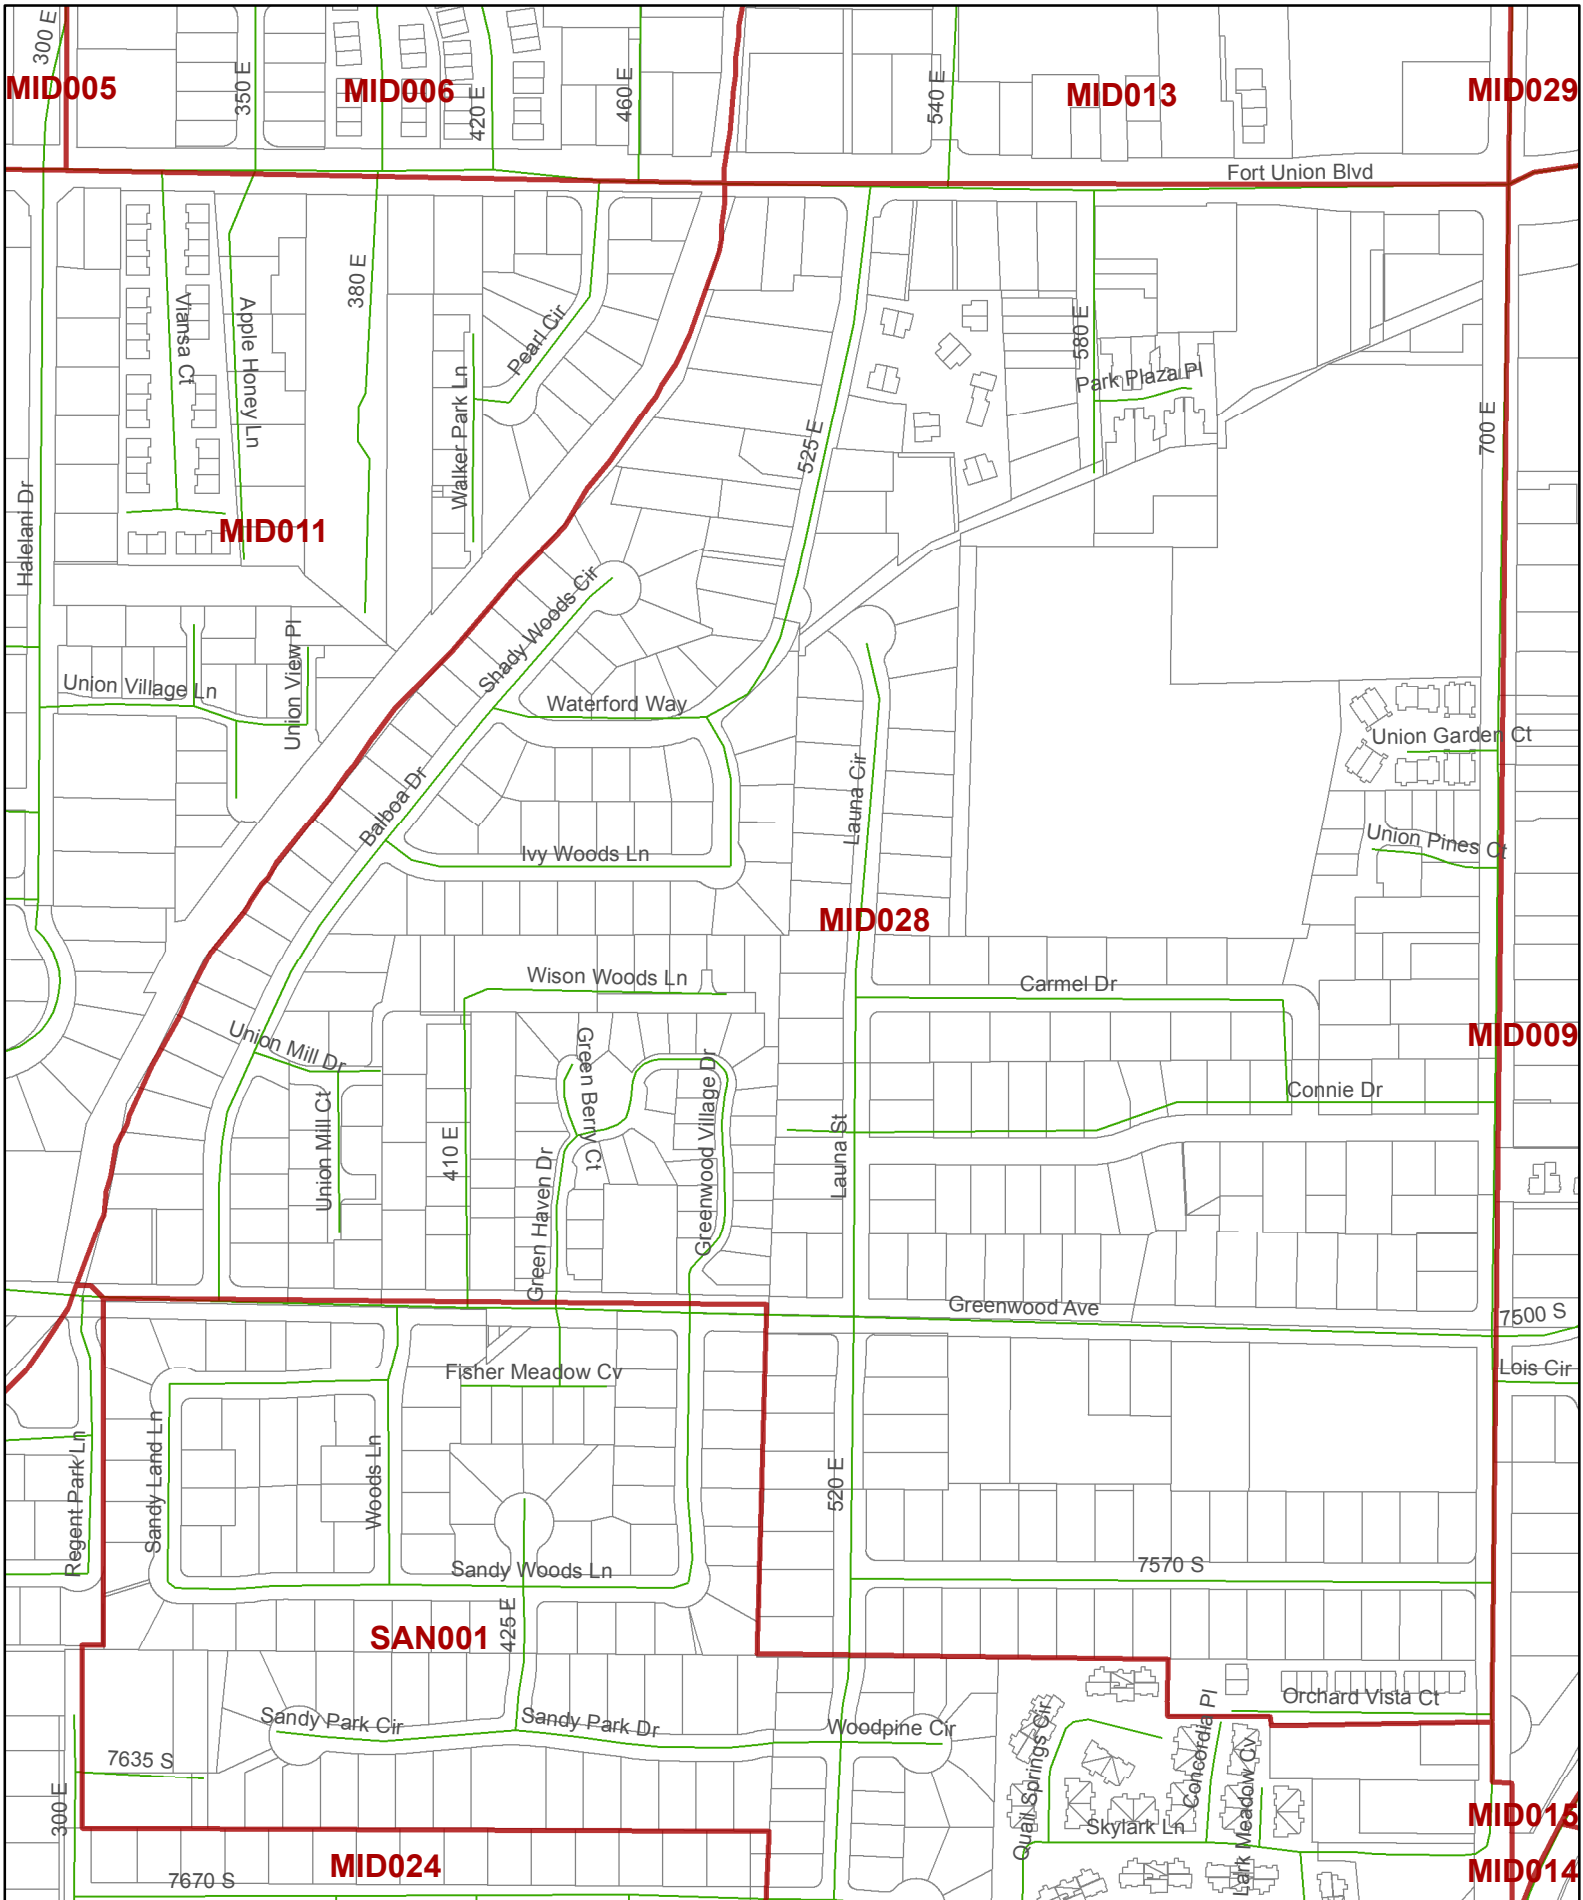 300 E
MID005
350 E
MID006
420 E
460 E
540 E
MID013
MID029
Fort Union Blvd
Viansa Ct
Apple Honey Ln
380 E
Pearl Cir
Walker Park Ln
525 E
580 E
Park Plaza Pl
700 E
Halelani Dr
MID011
Shady Woods Cir
Union Village Ln
Union View Pl
Waterford Way
Balboa Dr
Launa Cir
Union Garden Ct
Union Pines Ct
Ivy Woods Ln
MID028
Wison Woods Ln
Carmel Dr
Union Mill Dr
MID009
Green Berry Ct
Greenwood Village Dr
Connie Dr
Union Mill Ct
410 E
Launa St
Green Haven Dr
Greenwood Ave
7500 S
Fisher Meadow Cv
Lois Cir
Regent Park Ln
Sandy Land Ln
Woods Ln
520 E
Sandy Woods Ln
7570 S
425 E
SAN001
Sandy Park Cir
Sandy Park Dr
Woodpine Cir
Orchard Vista Ct
Concordia Pl
Quail Springs Cir
7635 S
300 E
Lark Meadow Cv
Skylark Ln
MID015
MID024
MID014
7670 S